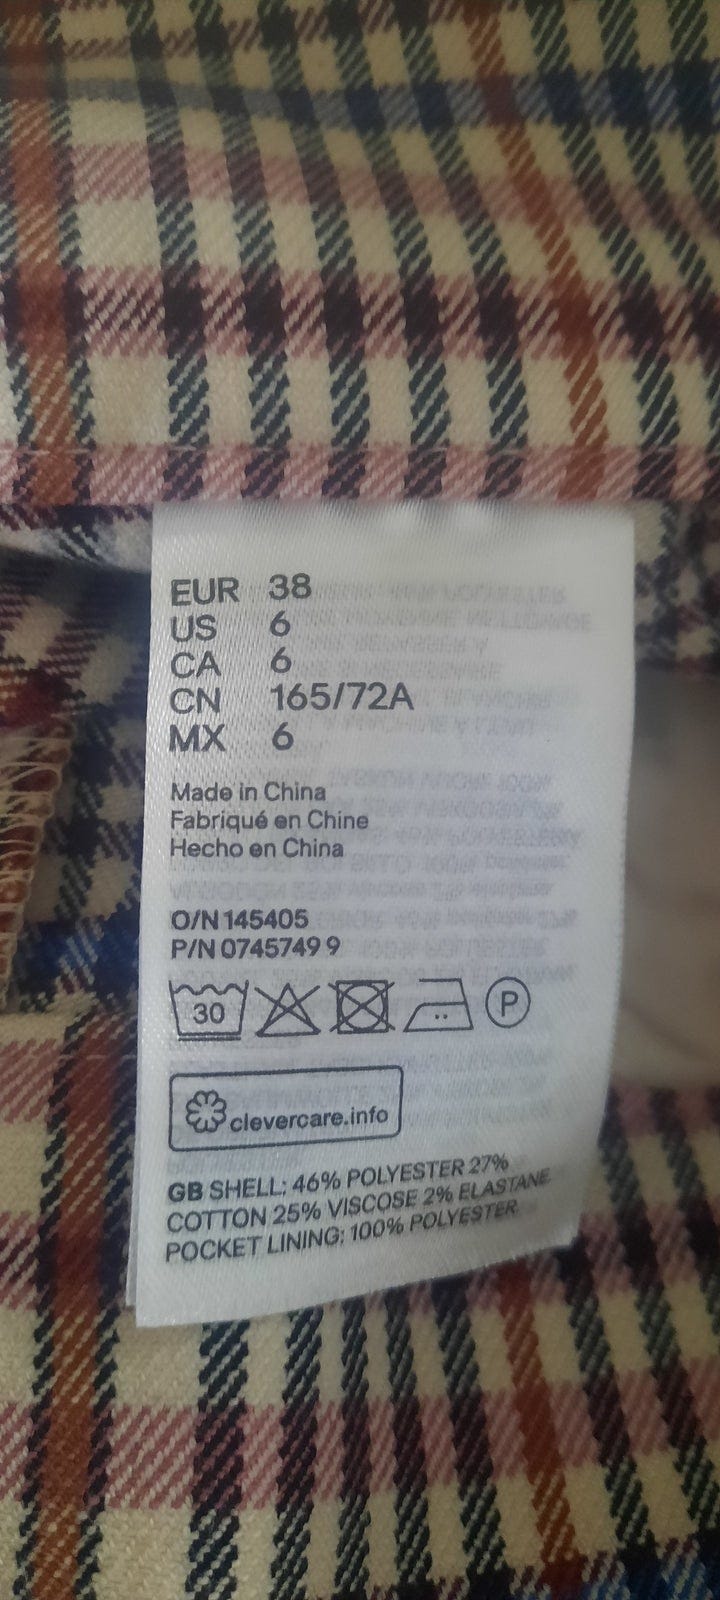 EUR 38
US 6
CA 6
CN 165/72A
MX 6
Made in China
Fabriqué en Chine
Hecho en China
O/N 145405
P/N 0745749 9
30 P
clevercare.info
GB SHELL: 46% POLYESTER 27%
COTTON 25% VISCOSE 2% ELASTANE
POCKET LINING: 100% POLYESTER